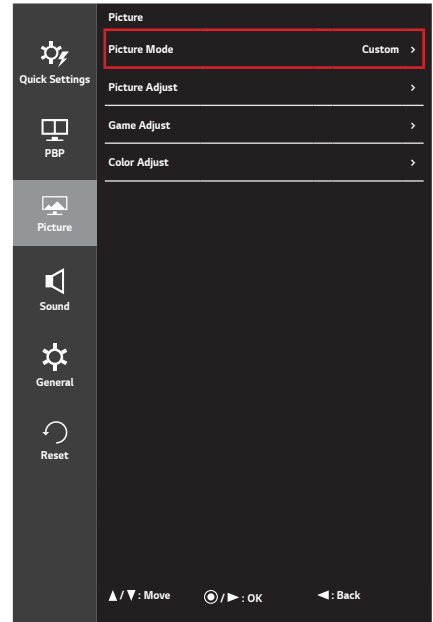 Picture
Picture Mode Custom >
Quick Settings
Picture Adjust >
Game Adjust >
PBP
Color Adjust >
Picture
Sound
General
Reset
▲/▼: Move ◉/►: OK ◄: Back